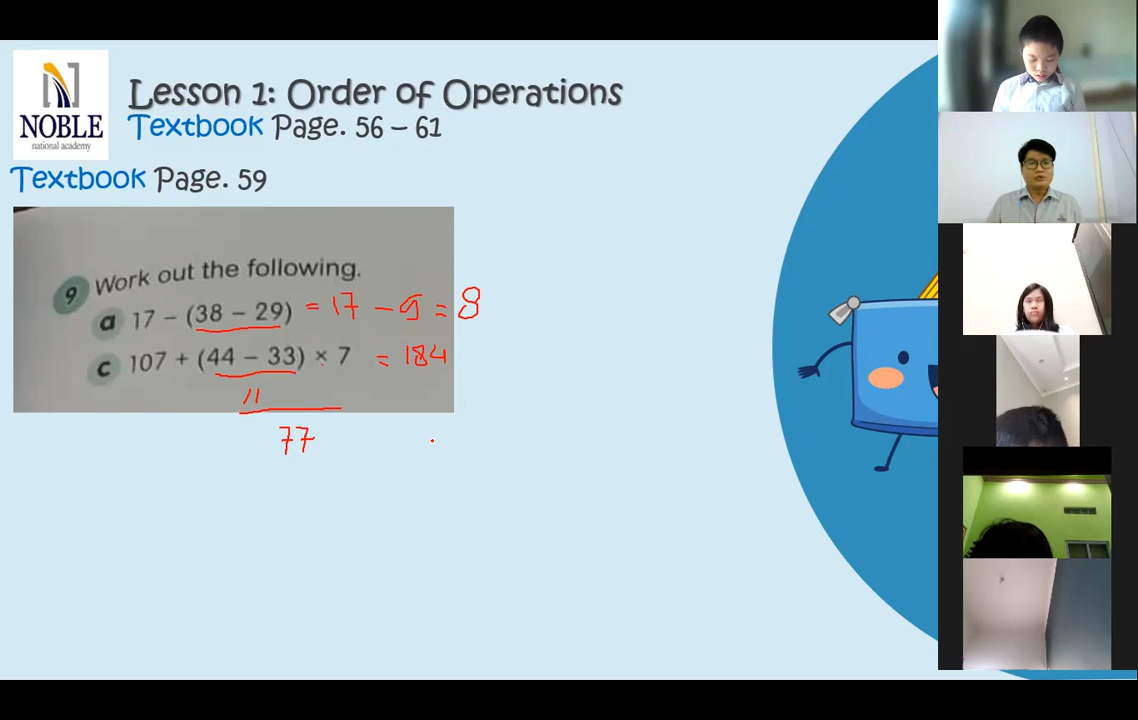 NOBLE
national academy
Lesson 1: Order of Operations
Textbook Page. 56 – 61
Textbook Page. 59
9 Work out the following.
a 17 – (38 – 29) = 17 – 9 = 8
c 107 + (44 – 33) × 7 = 184
11
77